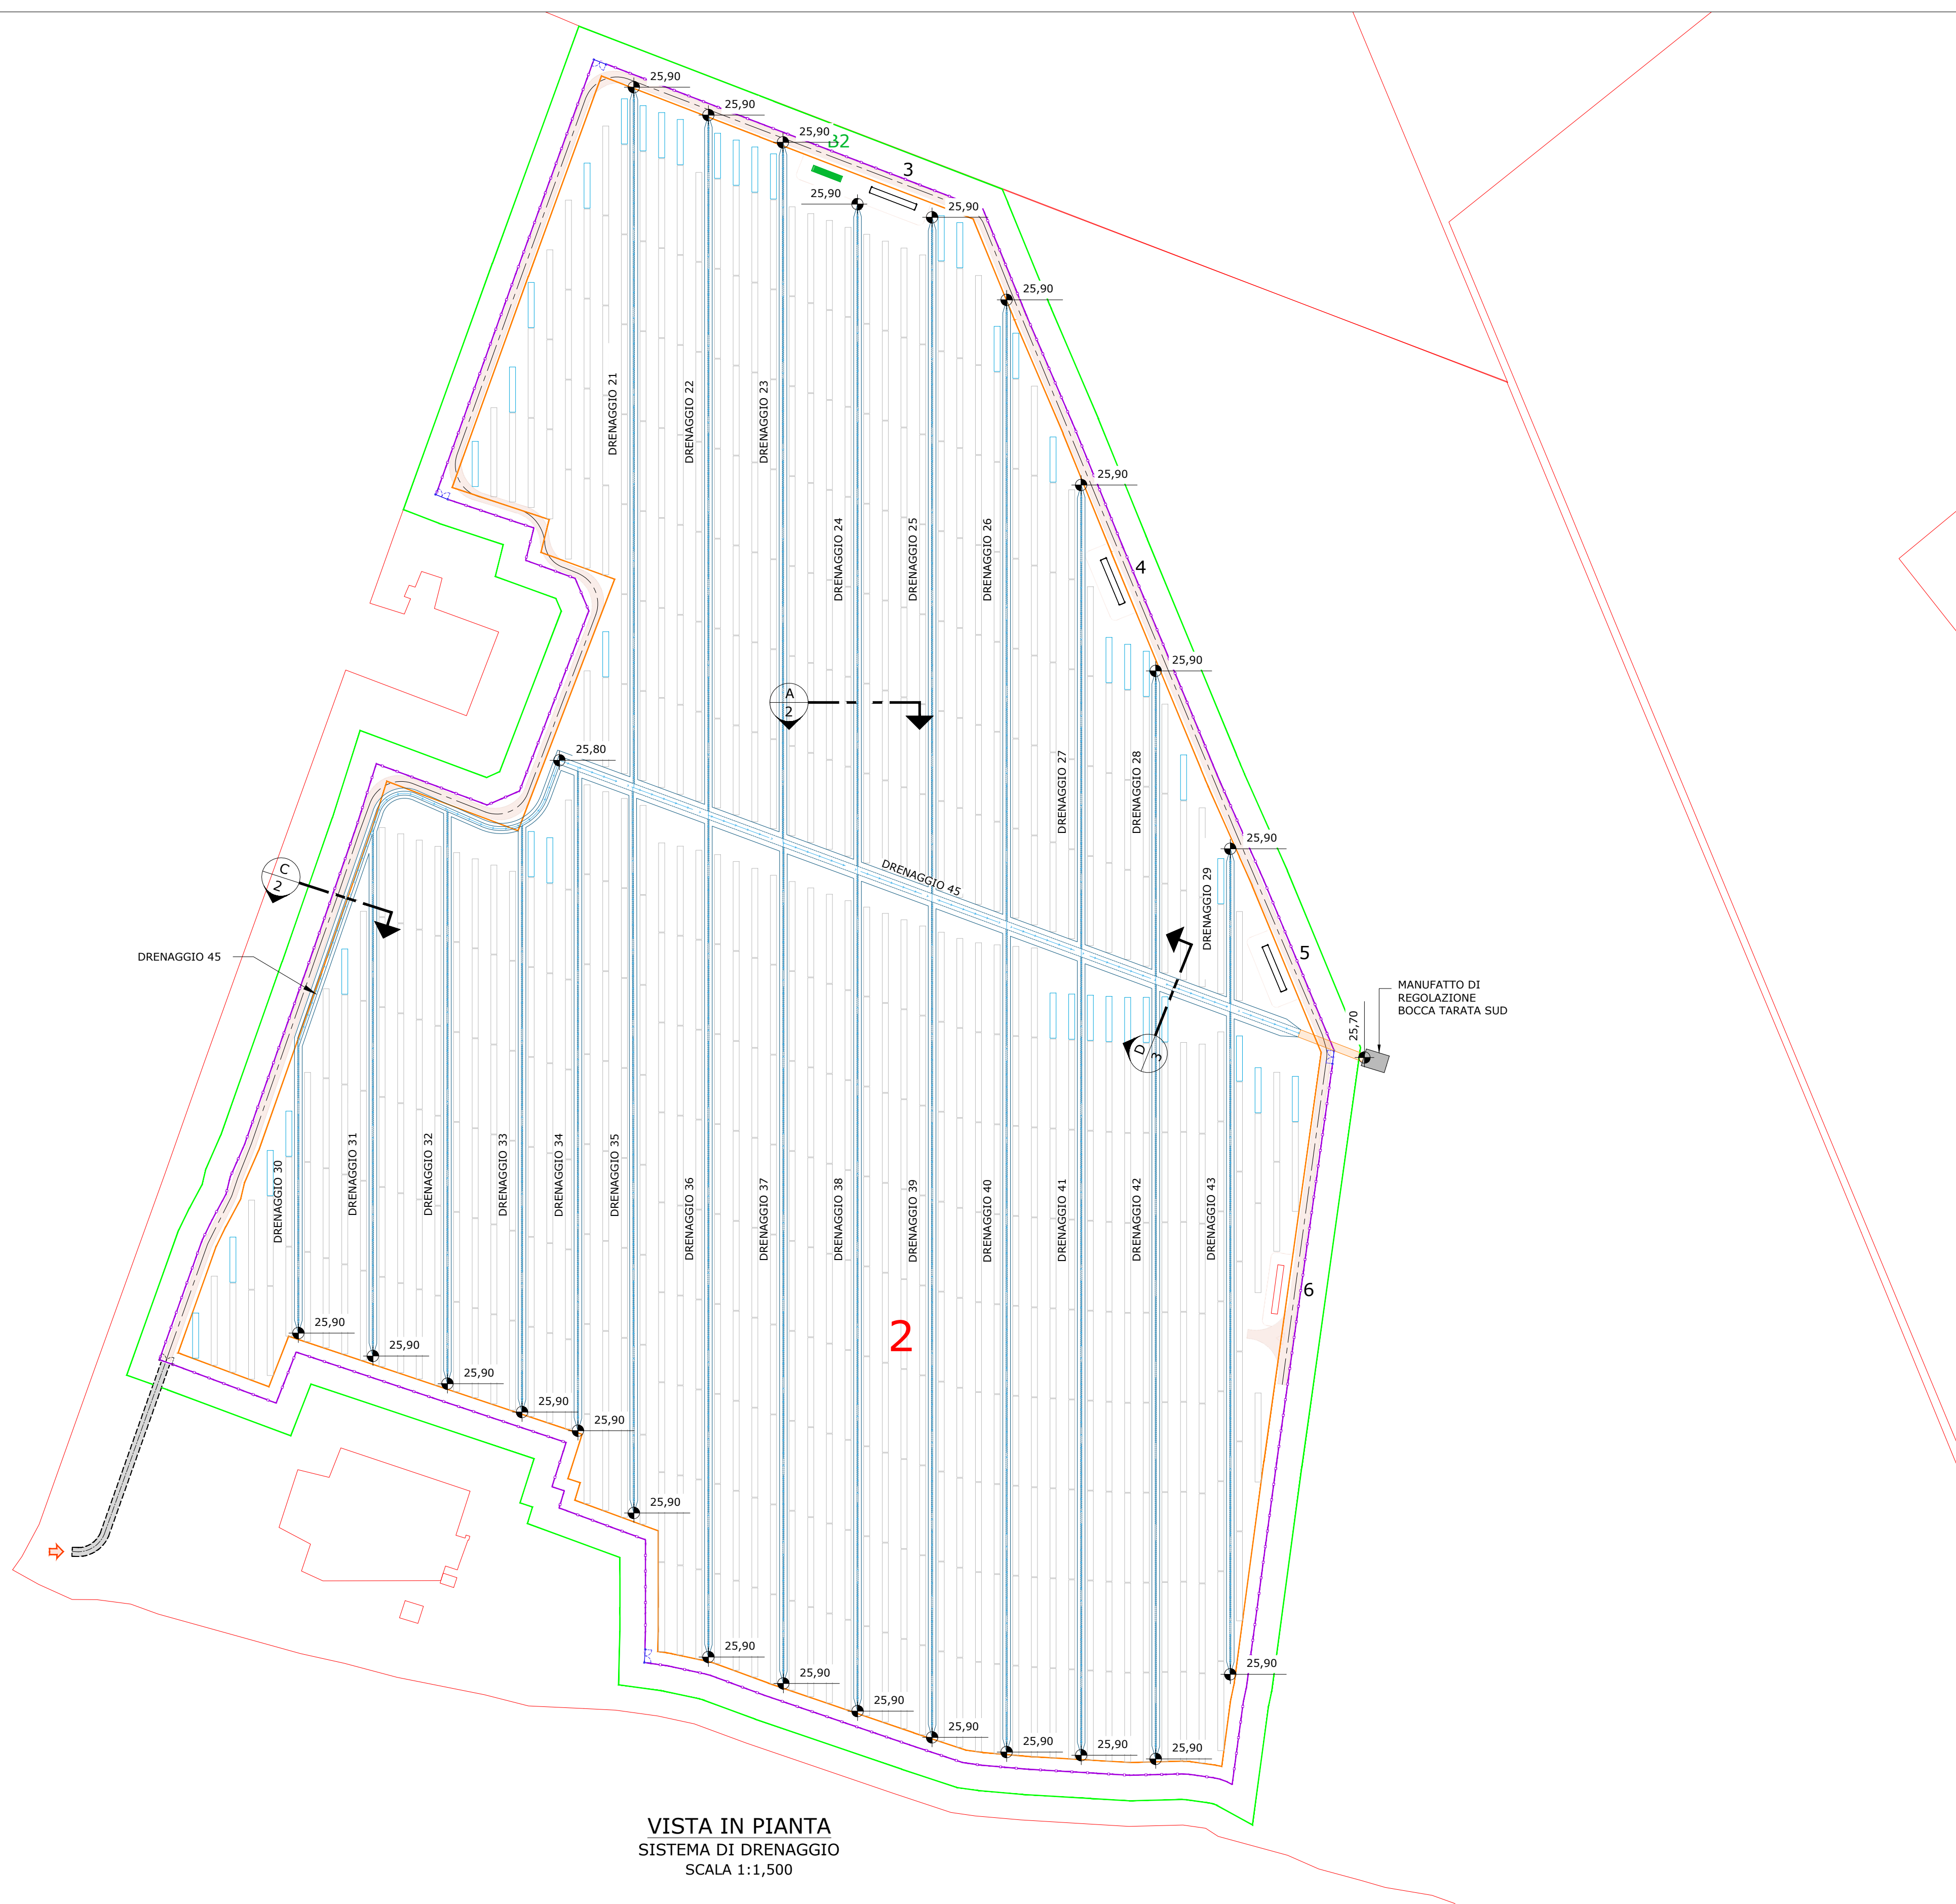 25,90
25,90
25,90
B2
3
25,90
25,90
25,90
DRENAGGIO 21
DRENAGGIO 22
DRENAGGIO 23
25,90
DRENAGGIO 24
DRENAGGIO 25
DRENAGGIO 26
4
25,90
A
2
25,80
DRENAGGIO 27
DRENAGGIO 28
25,90
C
2
DRENAGGIO 45
DRENAGGIO 29
DRENAGGIO 45
5
MANUFATTO DI
REGOLAZIONE
BOCCA TARATA SUD
25,70
D
3
DRENAGGIO 30
DRENAGGIO 31
DRENAGGIO 32
DRENAGGIO 33
DRENAGGIO 34
DRENAGGIO 35
DRENAGGIO 36
DRENAGGIO 37
DRENAGGIO 38
DRENAGGIO 39
DRENAGGIO 40
DRENAGGIO 41
DRENAGGIO 42
DRENAGGIO 43
6
2
25,90
25,90
25,90
25,90
25,90
25,90
25,90
25,90
25,90
25,90
25,90
25,90
25,90
25,90
VISTA IN PIANTA
SISTEMA DI DRENAGGIO
SCALA 1:1,500